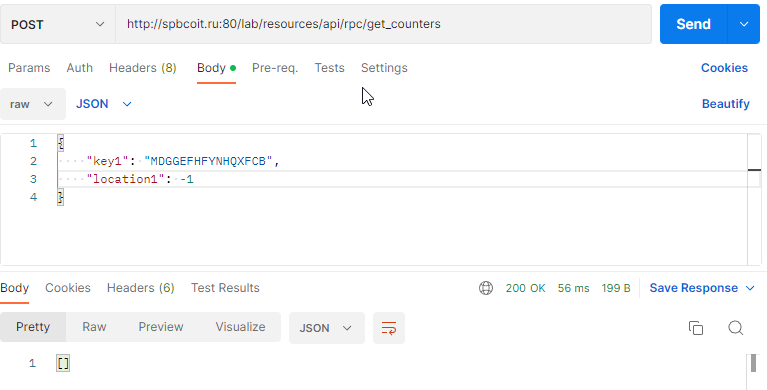 POST http://spbcoit.ru:80/lab/resources/api/rpc/get_counters Send
Params Auth Headers (8) Body Pre-req. Tests Settings Cookies
raw JSON Beautify
1 {
2 "key1": "MDGGEFHFYNHQXFCB",
3 "location1": -1
4 }
Body Cookies Headers (6) Test Results 200 OK 56 ms 199 B Save Response
Pretty Raw Preview Visualize JSON
1 []